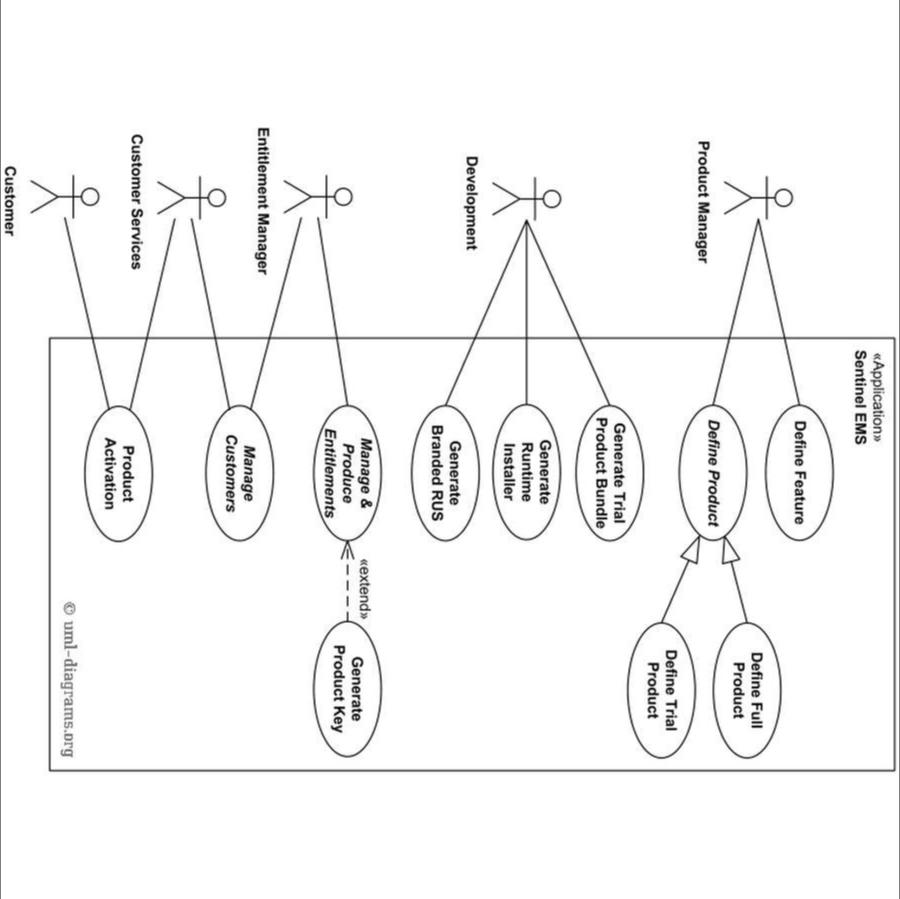 «Application»
Sentinel EMS
Product Manager
Define Feature
Define Product
Define Full
Product
Define Trial
Product
Development
Generate Trial
Product Bundle
Generate
Runtime
Installer
Generate
Branded RUS
Entitlement Manager
Manage &
Produce
Entitlements
«extend»
Generate
Product Key
Customer Services
Manage
Customers
Customer
Product
Activation
© uml-diagrams.org